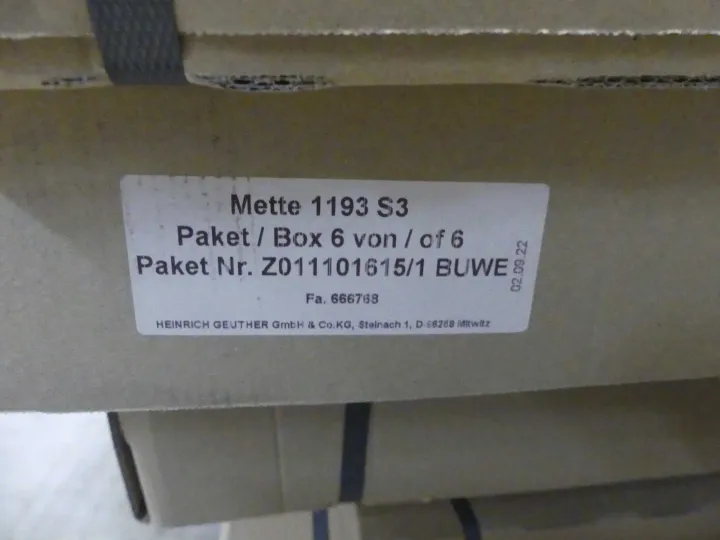 Mette 1193 S3
Paket / Box 6 von / of 6
Paket Nr. Z011101615/1 BUWE
02.09.22
Fa. 666768
HEINRICH GEUTHER GmbH & Co.KG, Steinach 1, D-96268 Mitwitz